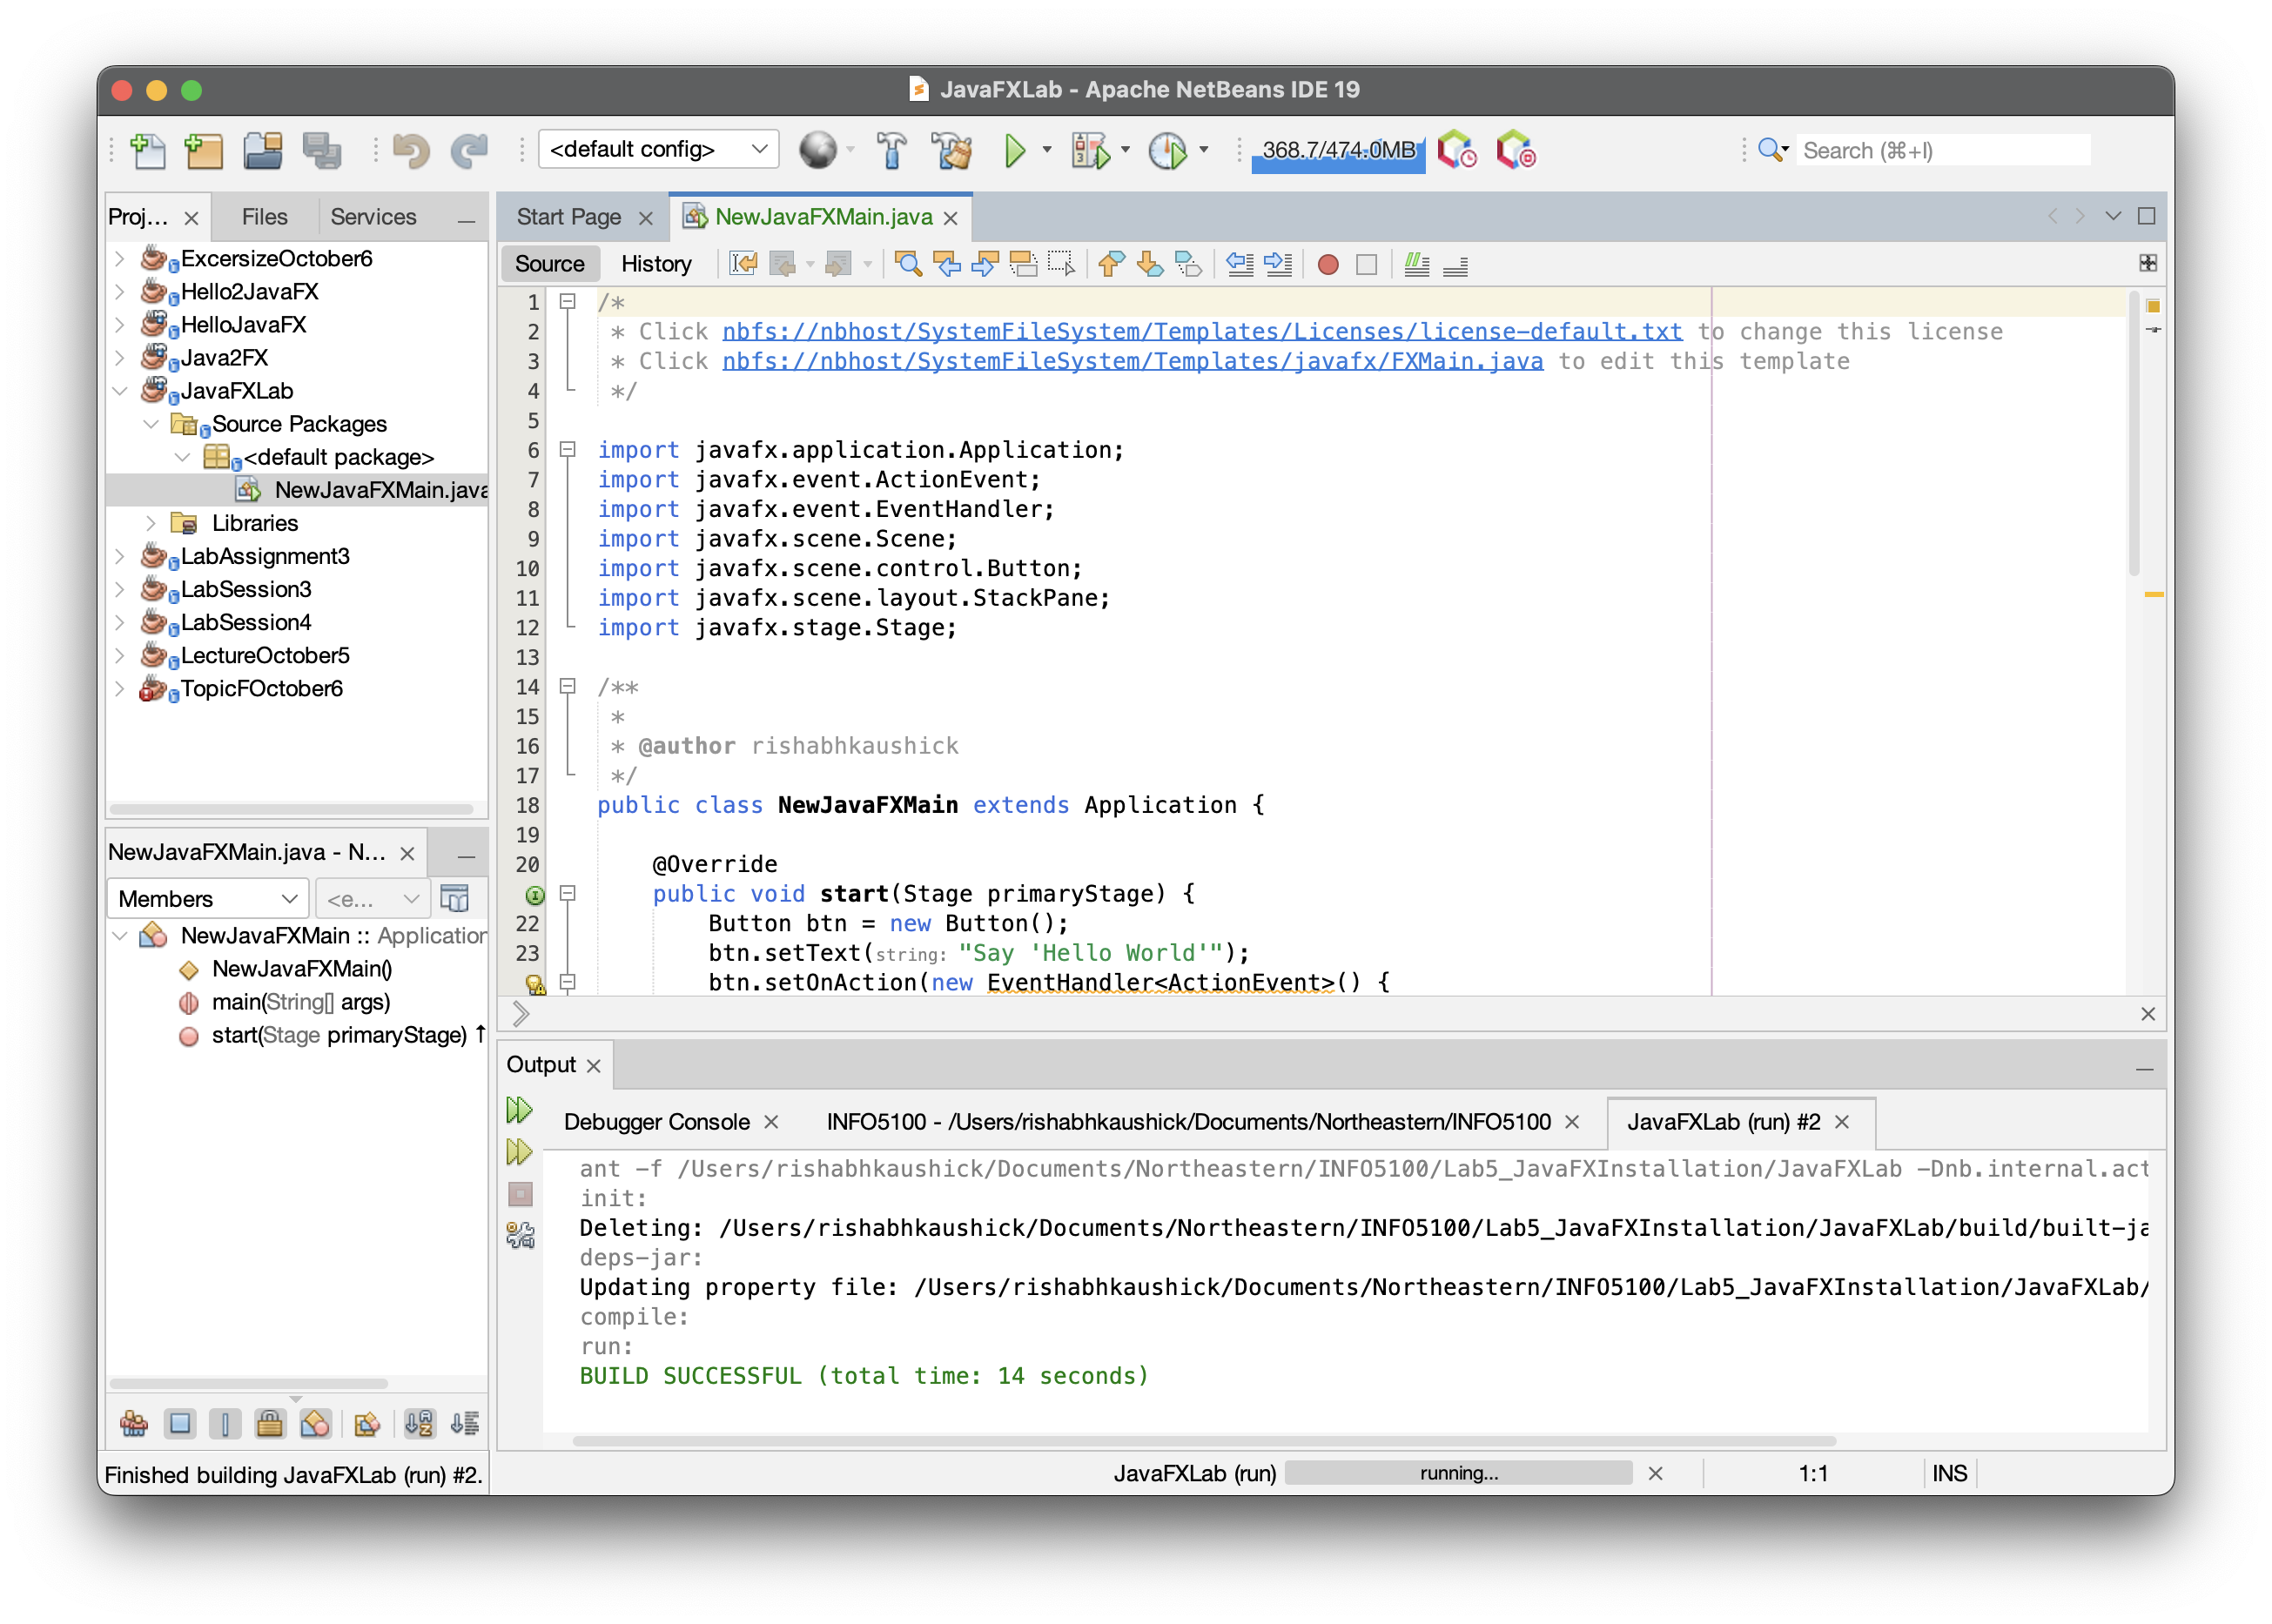 JavaFXLab - Apache NetBeans IDE 19
<default config>
368.7/474.0MB
Search (⌘+I)
Proj...
Files
Services
ExcersizeOctober6
Hello2JavaFX
HelloJavaFX
Java2FX
JavaFXLab
Source Packages
<default package>
NewJavaFXMain.java
Libraries
LabAssignment3
LabSession3
LabSession4
LectureOctober5
TopicFOctober6
NewJavaFXMain.java - N...
Members
<e...
NewJavaFXMain :: Application
NewJavaFXMain()
main(String[] args)
start(Stage primaryStage) ↑
Finished building JavaFXLab (run) #2.
Start Page
NewJavaFXMain.java
Source
History
1 /*
2 * Click nbfs://nbhost/SystemFileSystem/Templates/Licenses/license-default.txt to change this license
3 * Click nbfs://nbhost/SystemFileSystem/Templates/javafx/FXMain.java to edit this template
4 */
5
6 import javafx.application.Application;
7 import javafx.event.ActionEvent;
8 import javafx.event.EventHandler;
9 import javafx.scene.Scene;
10 import javafx.scene.control.Button;
11 import javafx.scene.layout.StackPane;
12 import javafx.stage.Stage;
13
14 /**
15 *
16 * @author rishabhkaushick
17 */
18 public class NewJavaFXMain extends Application {
19
20 @Override
public void start(Stage primaryStage) {
22 Button btn = new Button();
23 btn.setText(string: "Say 'Hello World'");
btn.setOnAction(new EventHandler<ActionEvent>() {
Output
Debugger Console
INFO5100 - /Users/rishabhkaushick/Documents/Northeastern/INFO5100
JavaFXLab (run) #2
ant -f /Users/rishabhkaushick/Documents/Northeastern/INFO5100/Lab5_JavaFXInstallation/JavaFXLab -Dnb.internal.act
init:
Deleting: /Users/rishabhkaushick/Documents/Northeastern/INFO5100/Lab5_JavaFXInstallation/JavaFXLab/build/built-ja
deps-jar:
Updating property file: /Users/rishabhkaushick/Documents/Northeastern/INFO5100/Lab5_JavaFXInstallation/JavaFXLab/
compile:
run:
BUILD SUCCESSFUL (total time: 14 seconds)
JavaFXLab (run)
running...
1:1
INS